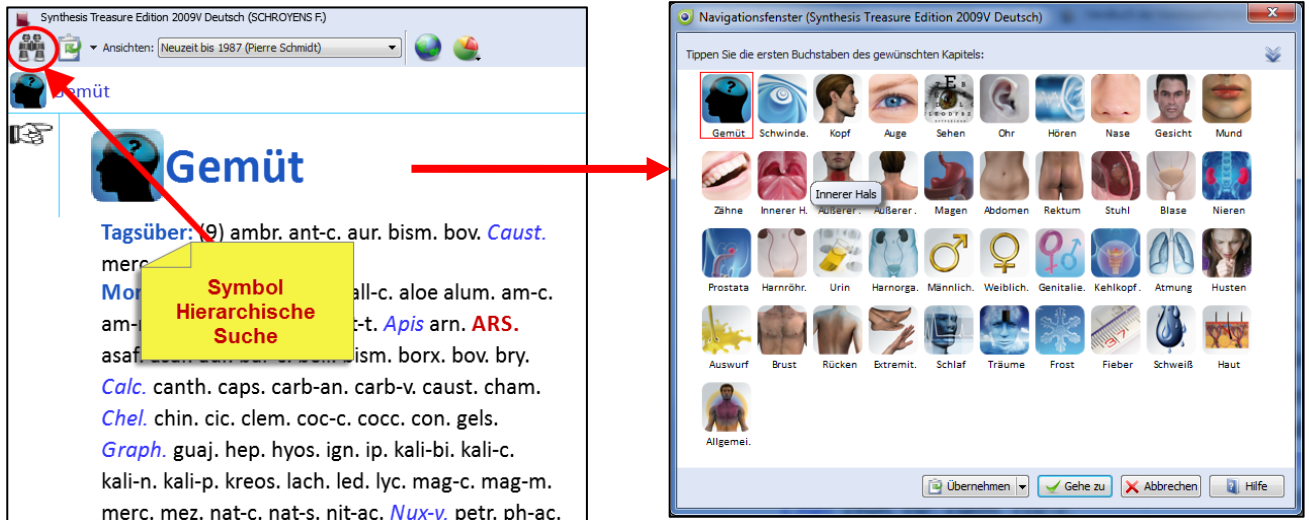 Synthesis Treasure Edition 2009V Deutsch (SCHROYENS F.)
Ansichten: Neuzeit bis 1987 (Pierre Schmidt)
Gemüt
Gemüt
Tagsüber: (9) ambr. ant-c. aur. bism. bov. Caust.
merc
Mor all-c. aloe alum. am-c.
am- t-t. Apis arn. ARS.
asaf. bism. borx. bov. bry.
Calc. canth. caps. carb-an. carb-v. caust. cham.
Chel. chin. cic. clem. coc-c. cocc. con. gels.
Graph. guaj. hep. hyos. ign. ip. kali-bi. kali-c.
kali-n. kali-p. kreos. lach. led. lyc. mag-c. mag-m.
merc. mez. nat-c. nat-s. nit-ac. Nux-v. petr. ph-ac.
Symbol
Hierarchische
Suche
Navigationsfenster (Synthesis Treasure Edition 2009V Deutsch)
Tippen Sie die ersten Buchstaben des gewünschten Kapitels:
Gemüt Schwinde. Kopf Auge Sehen Ohr Hören Nase Gesicht Mund
Innerer Hals
Zähne Innerer H. Äußerer . Äußerer . Magen Abdomen Rektum Stuhl Blase Nieren
Prostata Harnröhr. Urin Harnorga. Männlich. Weiblich. Genitalie. Kehlkopf. Atmung Husten
Auswurf Brust Rücken Extremit. Schlaf Träume Frost Fieber Schweiß Haut
Allgemei.
Übernehmen Gehe zu Abbrechen Hilfe